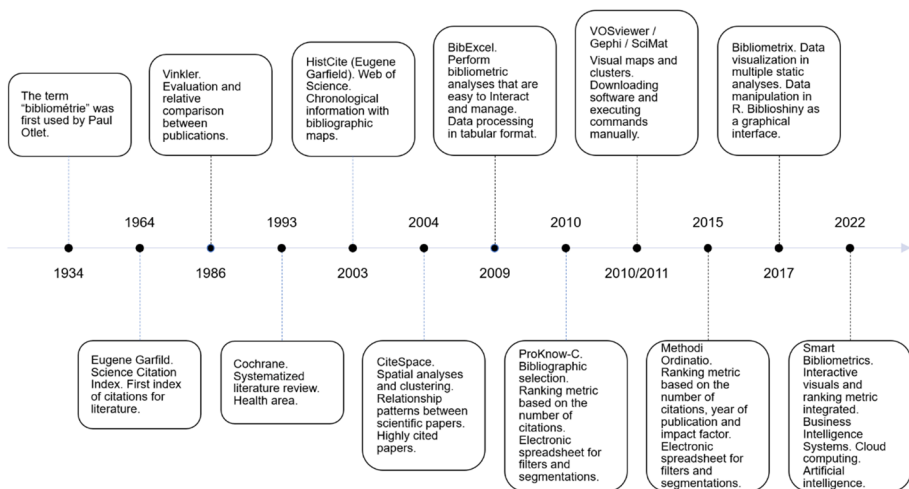 The term
"bibliométrie" was
first used by Paul
Otlet.
Vinkler.
Evaluation and
relative
comparison
between
publications.
HistCite (Eugene
Garfield). Web of
Science.
Chronological
information with
bibliographic
maps.
BibExcel.
Perform
bibliometric
analyses that are
easy to Interact
and manage.
Data processing
in tabular format.
VOSviewer /
Gephi / SciMat
Visual maps and
clusters.
Downloading
software and
executing
commands
manually.
Bibliometrix. Data
visualization in
multiple static
analyses. Data
manipulation in
R. Biblioshiny as
a graphical
interface.
1964
1993
2004
2010
2015
2022
1934
1986
2003
2009
2010/2011
2017
Eugene Garfild.
Science Citation
Index. First index
of citations for
literature.
Cochrane.
Systematized
literature review.
Health area.
CiteSpace.
Spatial analyses
and clustering.
Relationship
patterns between
scientific papers.
Highly cited
papers.
ProKnow-C.
Bibliographic
selection.
Ranking metric
based on the
number of
citations.
Electronic
spreadsheet for
filters and
segmentations.
Methodi
Ordinatio.
Ranking metric
based on the
number of
citations, year of
publication and
impact factor.
Electronic
spreadsheet for
filters and
segmentations.
Smart
Bibliometrics.
Interactive
visuals and
ranking metric
integrated.
Business
Intelligence
Systems. Cloud
computing.
Artificial
intelligence.